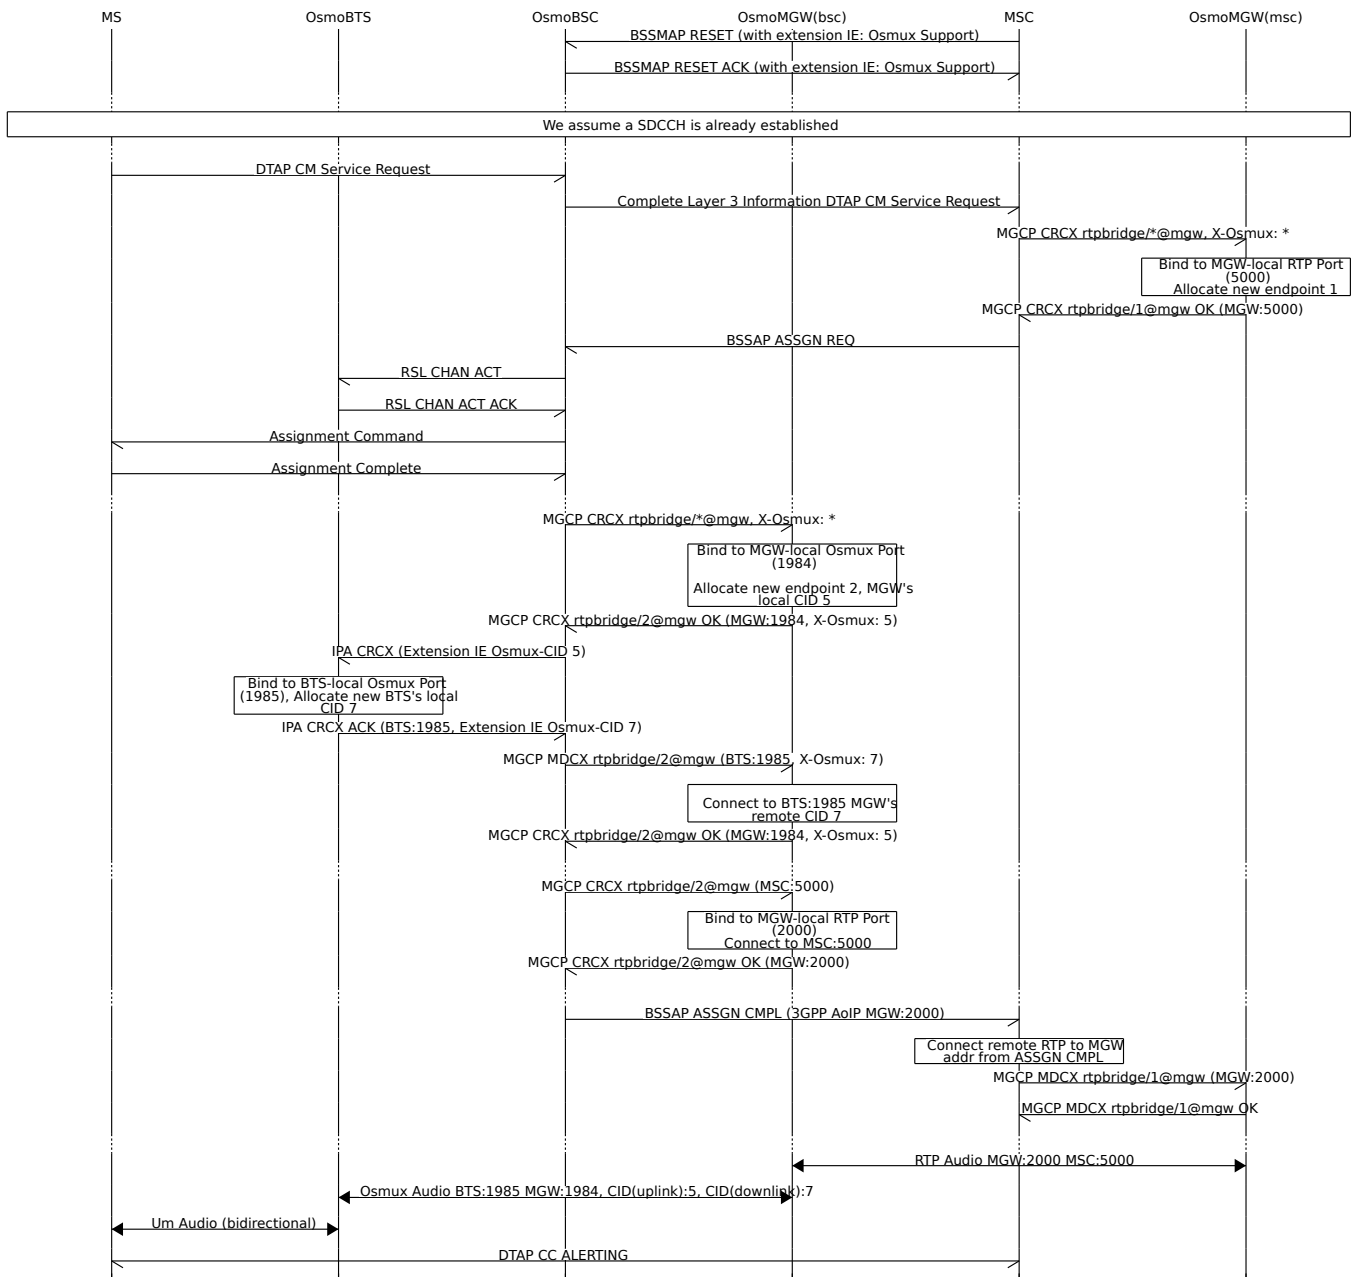 MS OsmoBTS OsmoBSC OsmoMGW(bsc) MSC OsmoMGW(msc)
BSSMAP RESET (with extension IE: Osmux Support)
BSSMAP RESET ACK (with extension IE: Osmux Support)
We assume a SDCCH is already established
DTAP CM Service Request
Complete Layer 3 Information DTAP CM Service Request
MGCP CRCX rtpbridge/*@mgw, X-Osmux: *
Bind to MGW-local RTP Port
(5000)
Allocate new endpoint 1
MGCP CRCX rtpbridge/1@mgw OK (MGW:5000)
BSSAP ASSGN REQ
RSL CHAN ACT
RSL CHAN ACT ACK
Assignment Command
Assignment Complete
MGCP CRCX rtpbridge/*@mgw, X-Osmux: *
Bind to MGW-local Osmux Port
(1984)
Allocate new endpoint 2, MGW's
local CID 5
MGCP CRCX rtpbridge/2@mgw OK (MGW:1984, X-Osmux: 5)
IPA CRCX (Extension IE Osmux-CID 5)
Bind to BTS-local Osmux Port
(1985), Allocate new BTS's local
CID 7
IPA CRCX ACK (BTS:1985, Extension IE Osmux-CID 7)
MGCP MDCX rtpbridge/2@mgw (BTS:1985, X-Osmux: 7)
Connect to BTS:1985 MGW's
remote CID 7
MGCP CRCX rtpbridge/2@mgw OK (MGW:1984, X-Osmux: 5)
MGCP CRCX rtpbridge/2@mgw (MSC:5000)
Bind to MGW-local RTP Port
(2000)
Connect to MSC:5000
MGCP CRCX rtpbridge/2@mgw OK (MGW:2000)
BSSAP ASSGN CMPL (3GPP AoIP MGW:2000)
Connect remote RTP to MGW
addr from ASSGN CMPL
MGCP MDCX rtpbridge/1@mgw (MGW:2000)
MGCP MDCX rtpbridge/1@mgw OK
RTP Audio MGW:2000 MSC:5000
Osmux Audio BTS:1985 MGW:1984, CID(uplink):5, CID(downlink):7
Um Audio (bidirectional)
DTAP CC ALERTING